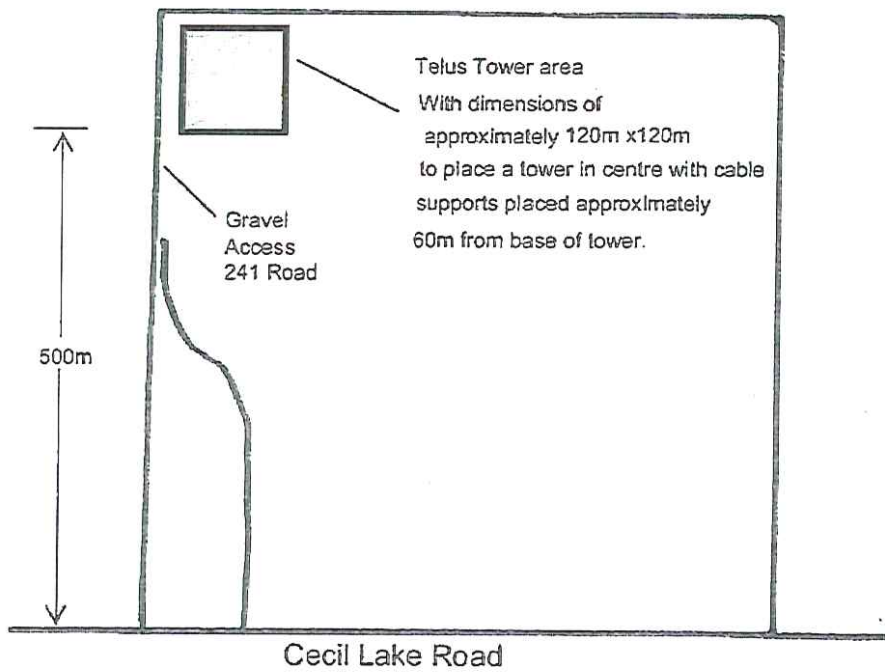 Telus Tower area
With dimensions of
approximately 120m x120m
to place a tower in centre with cable
supports placed approximately
60m from base of tower.
Gravel
Access
241 Road
500m
Cecil Lake Road